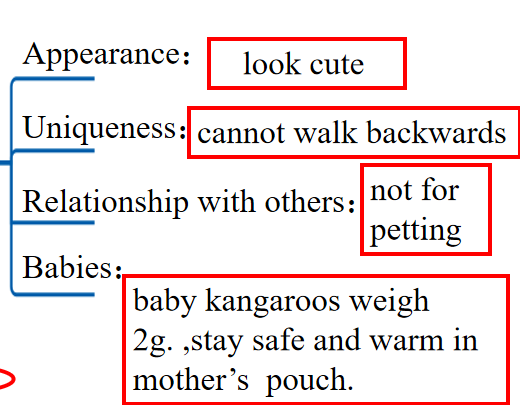 Appearance： look cute
Uniqueness： cannot walk backwards
Relationship with others： not for
petting
Babies：
baby kangaroos weigh
2g. ,stay safe and warm in
mother’s pouch.